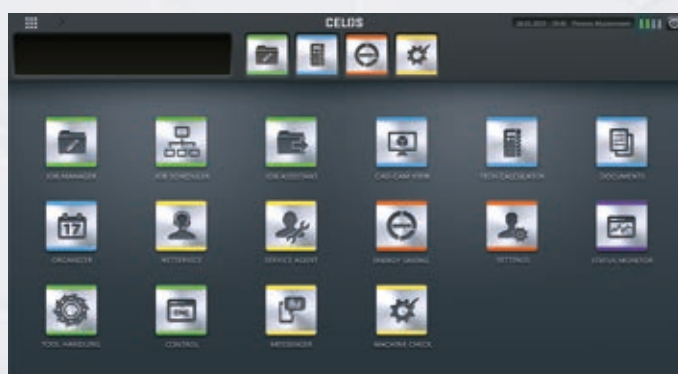 CELOS
JOB MANAGER
JOB SCHEDULER
JOB ASSISTANT
CAD-CAM VIEW
TECH CALCULATOR
DOCUMENTS
17
ORGANIZER
NETSERVICE
SERVICE AGENT
ENERGY SAVING
SETTINGS
STATUS MONITOR
TOOL HANDLING
CONTROL
MESSENGER
MACHINE CHECK